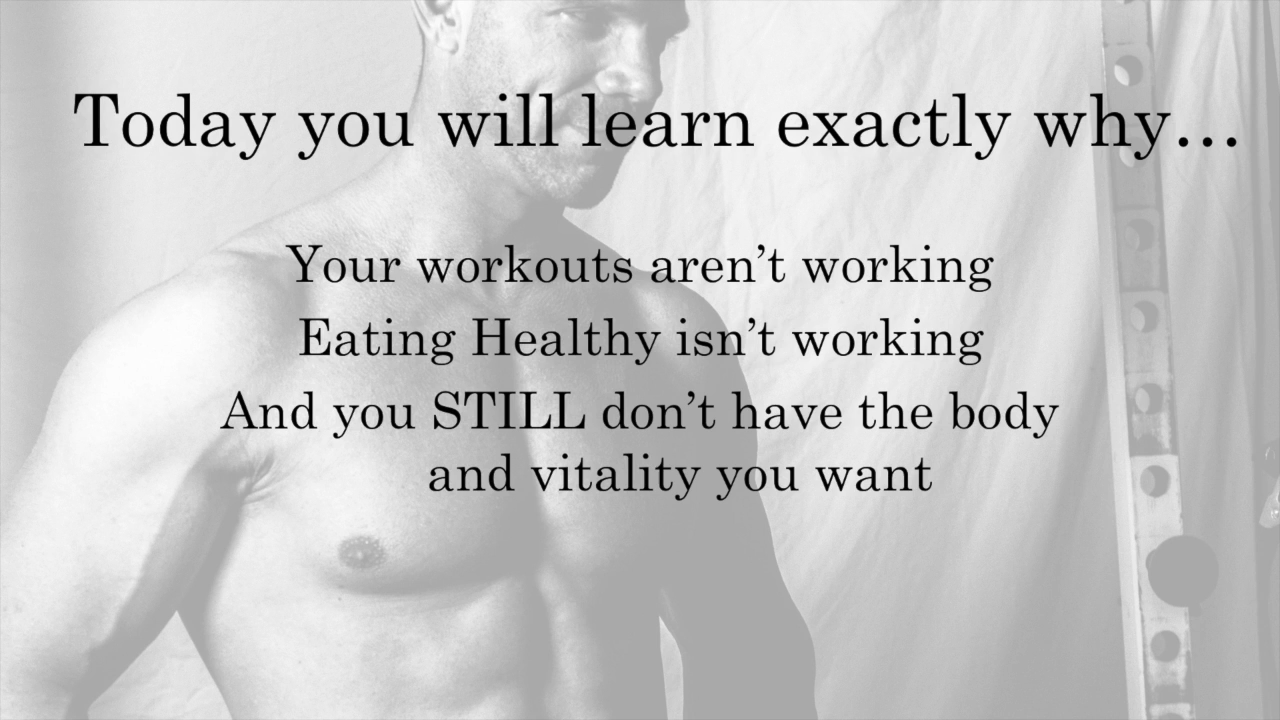 Today you will learn exactly why…
Your workouts aren’t working
Eating Healthy isn’t working
And you STILL don’t have the body
and vitality you want